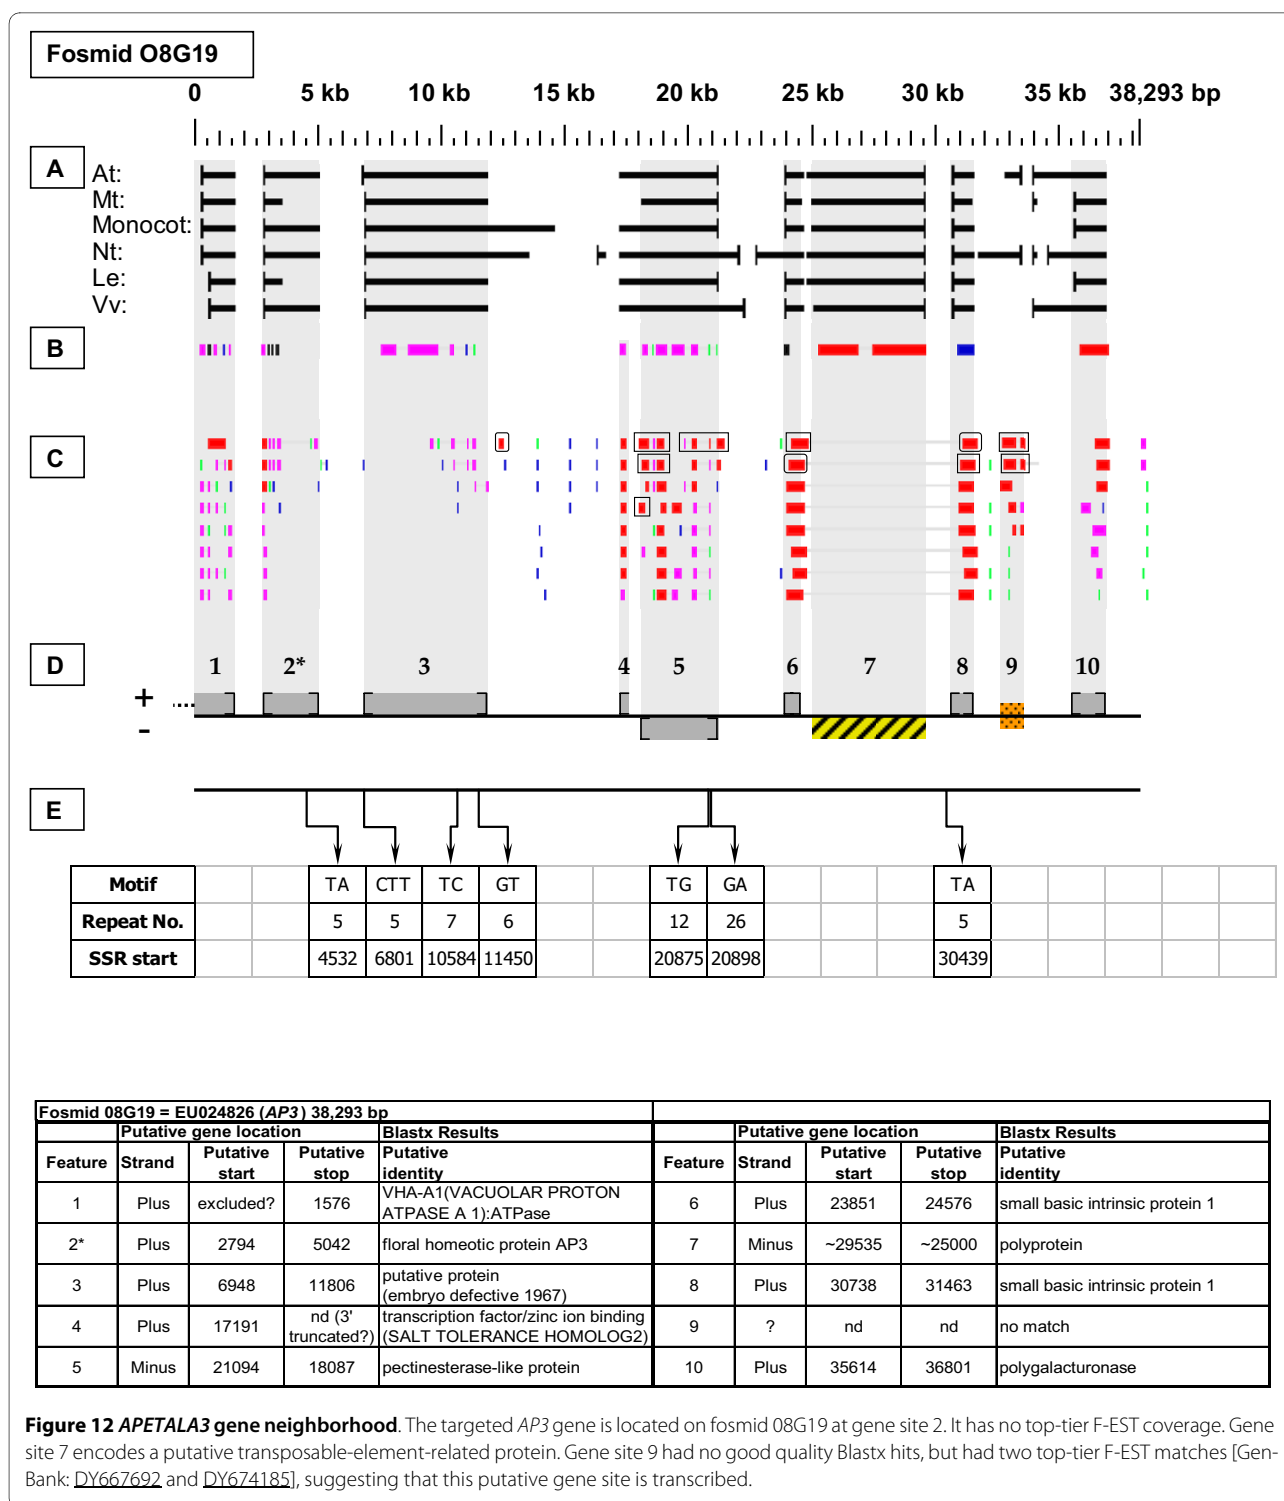 Fosmid O8G19
0 5 kb 10 kb 15 kb 20 kb 25 kb 30 kb 35 kb 38,293 bp
A
At:
Mt:
Monocot:
Nt:
Le:
Vv:
B
C
D
1 2* 3 4 5 6 7 8 9 10
+
-
E
Motif TA CTT TC GT TG GA TA
Repeat No. 5 5 7 6 12 26 5
SSR start 4532 6801 10584 11450 20875 20898 30439
Fosmid 08G19 = EU024826 (AP3) 38,293 bp
Putative gene location Blastx Results Putative gene location Blastx Results
Feature Strand Putative start Putative stop Putative identity Feature Strand Putative start Putative stop Putative identity
1 Plus excluded? 1576 VHA-A1(VACUOLAR PROTON ATPASE A 1):ATPase 6 Plus 23851 24576 small basic intrinsic protein 1
2* Plus 2794 5042 floral homeotic protein AP3 7 Minus ~29535 ~25000 polyprotein
3 Plus 6948 11806 putative protein (embryo defective 1967) 8 Plus 30738 31463 small basic intrinsic protein 1
4 Plus 17191 nd (3' truncated?) transcription factor/zinc ion binding (SALT TOLERANCE HOMOLOG2) 9 ? nd nd no match
5 Minus 21094 18087 pectinesterase-like protein 10 Plus 35614 36801 polygalacturonase
Figure 12 APETALA3 gene neighborhood. The targeted AP3 gene is located on fosmid 08G19 at gene site 2. It has no top-tier F-EST coverage. Gene
site 7 encodes a putative transposable-element-related protein. Gene site 9 had no good quality Blastx hits, but had two top-tier F-EST matches [Gen-
Bank: DY667692 and DY674185], suggesting that this putative gene site is transcribed.